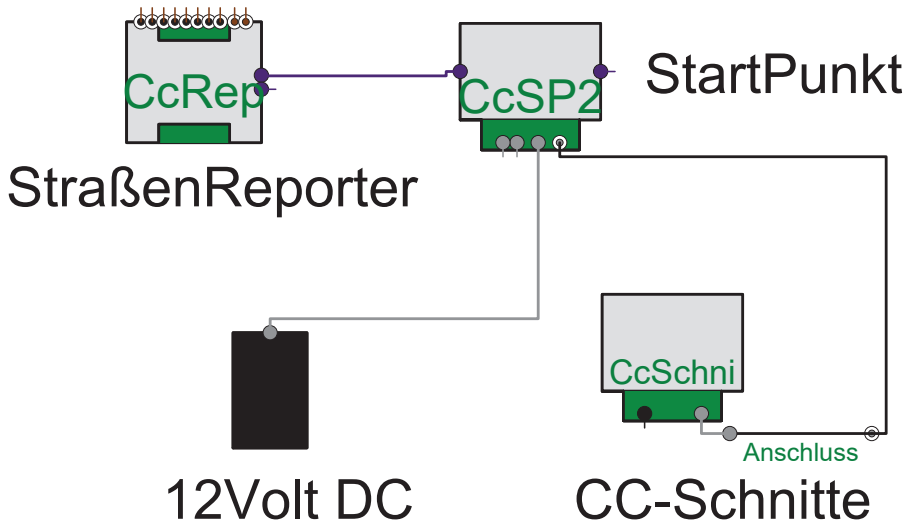 CcRep
CcSP2
StartPunkt
StraßenReporter
CcSchni
Anschluss
12Volt DC
CC-Schnitte